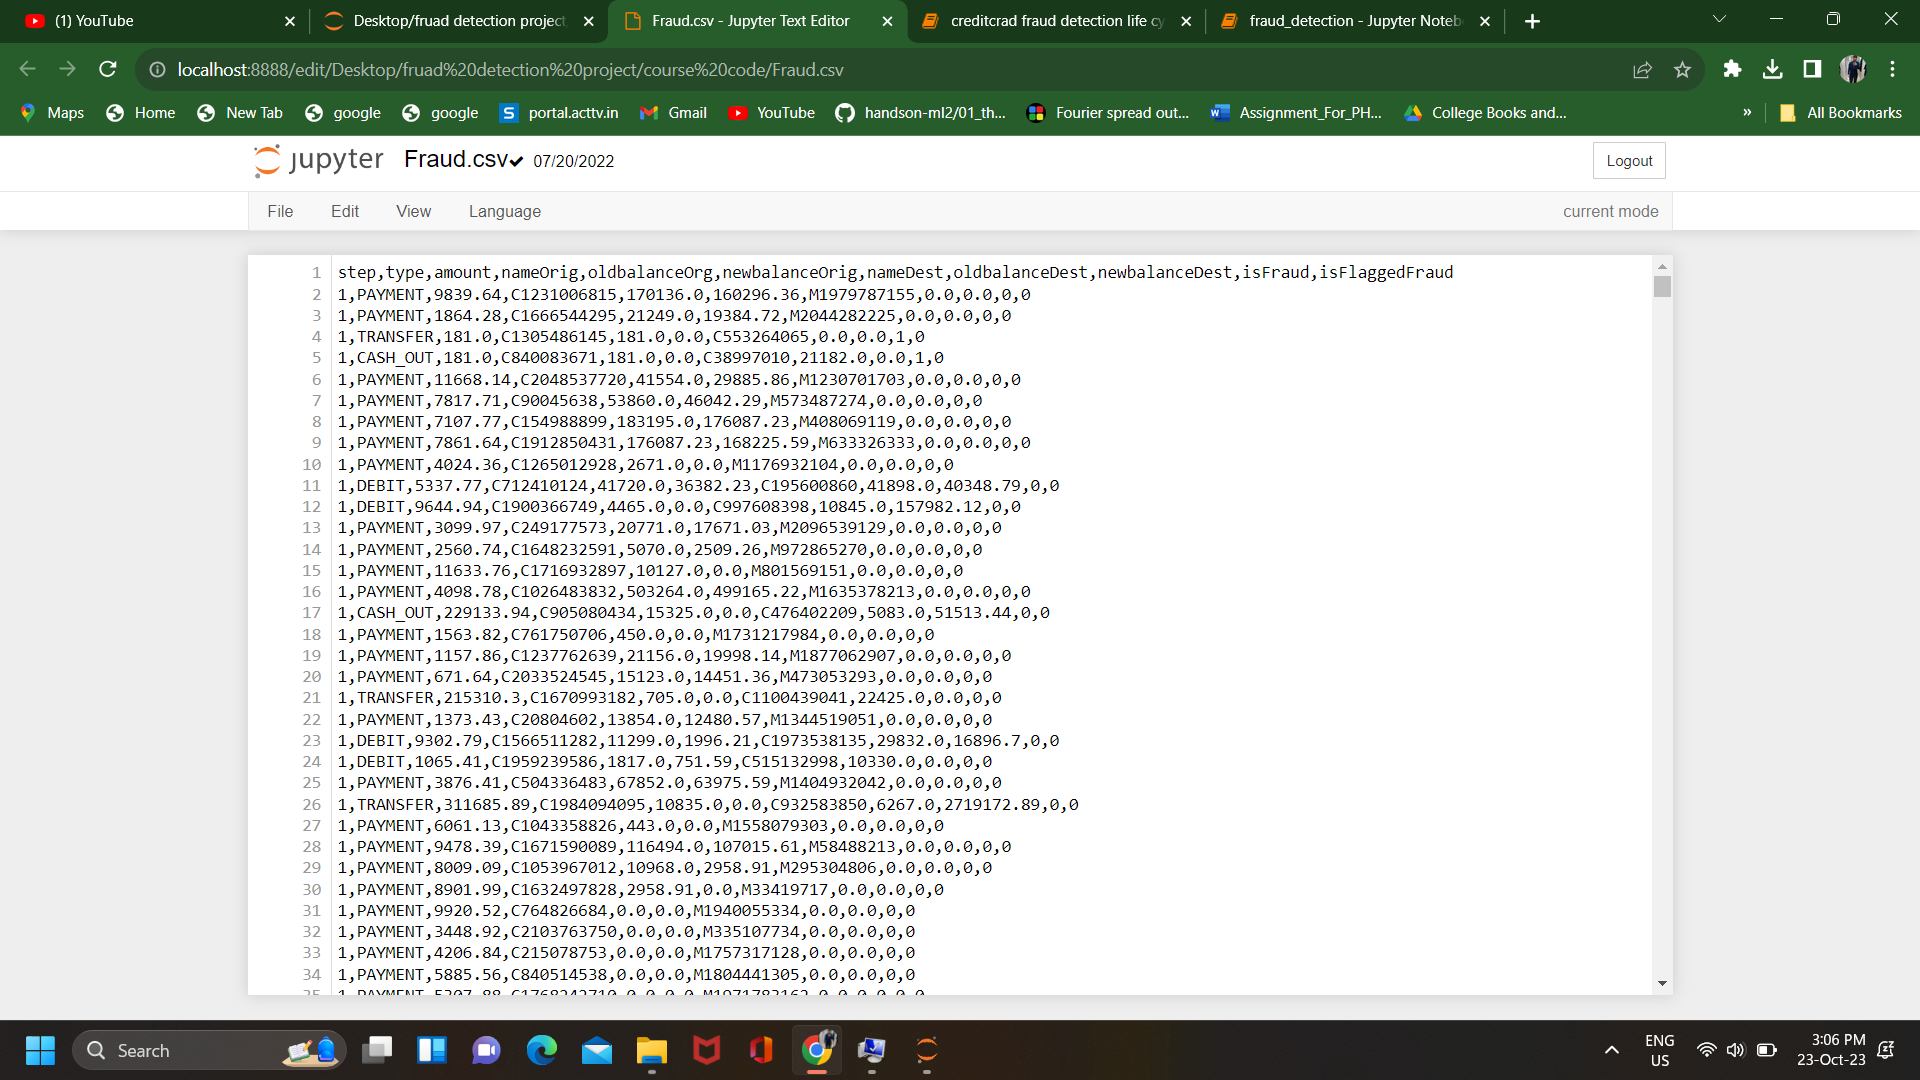 (1) YouTube
Desktop/fruad detection project,
Fraud.csv - Jupyter Text Editor
creditcrad fraud detection life cy
fraud_detection - Jupyter Notebo
localhost:8888/edit/Desktop/fruad%20detection%20project/course%20code/Fraud.csv
Maps
Home
New Tab
google
google
portal.acttv.in
Gmail
YouTube
handson-ml2/01_th...
Fourier spread out...
Assignment_For_PH...
College Books and...
»
All Bookmarks
jupyter Fraud.csv 07/20/2022
Logout
File Edit View Language
current mode
1 step,type,amount,nameOrig,oldbalanceOrg,newbalanceOrig,nameDest,oldbalanceDest,newbalanceDest,isFraud,isFlaggedFraud
2 1,PAYMENT,9839.64,C1231006815,170136.0,160296.36,M1979787155,0.0,0.0,0,0
3 1,PAYMENT,1864.28,C1666544295,21249.0,19384.72,M2044282225,0.0,0.0,0,0
4 1,TRANSFER,181.0,C1305486145,181.0,0.0,C553264065,0.0,0.0,1,0
5 1,CASH_OUT,181.0,C840083671,181.0,0.0,C38997010,21182.0,0.0,1,0
6 1,PAYMENT,11668.14,C2048537720,41554.0,29885.86,M1230701703,0.0,0.0,0,0
7 1,PAYMENT,7817.71,C90045638,53860.0,46042.29,M573487274,0.0,0.0,0,0
8 1,PAYMENT,7107.77,C154988899,183195.0,176087.23,M408069119,0.0,0.0,0,0
9 1,PAYMENT,7861.64,C1912850431,176087.23,168225.59,M633326333,0.0,0.0,0,0
10 1,PAYMENT,4024.36,C1265012928,2671.0,0.0,M1176932104,0.0,0.0,0,0
11 1,DEBIT,5337.77,C712410124,41720.0,36382.23,C195600860,41898.0,40348.79,0,0
12 1,DEBIT,9644.94,C1900366749,4465.0,0.0,C997608398,10845.0,157982.12,0,0
13 1,PAYMENT,3099.97,C249177573,20771.0,17671.03,M2096539129,0.0,0.0,0,0
14 1,PAYMENT,2560.74,C1648232591,5070.0,2509.26,M972865270,0.0,0.0,0,0
15 1,PAYMENT,11633.76,C1716932897,10127.0,0.0,M801569151,0.0,0.0,0,0
16 1,PAYMENT,4098.78,C1026483832,503264.0,499165.22,M1635378213,0.0,0.0,0,0
17 1,CASH_OUT,229133.94,C905080434,15325.0,0.0,C476402209,5083.0,51513.44,0,0
18 1,PAYMENT,1563.82,C761750706,450.0,0.0,M1731217984,0.0,0.0,0,0
19 1,PAYMENT,1157.86,C1237762639,21156.0,19998.14,M1877062907,0.0,0.0,0,0
20 1,PAYMENT,671.64,C2033524545,15123.0,14451.36,M473053293,0.0,0.0,0,0
21 1,TRANSFER,215310.3,C1670993182,705.0,0.0,C1100439041,22425.0,0.0,0,0
22 1,PAYMENT,1373.43,C20804602,13854.0,12480.57,M1344519051,0.0,0.0,0,0
23 1,DEBIT,9302.79,C1566511282,11299.0,1996.21,C1973538135,29832.0,16896.7,0,0
24 1,DEBIT,1065.41,C1959239586,1817.0,751.59,C515132998,10330.0,0.0,0,0
25 1,PAYMENT,3876.41,C504336483,67852.0,63975.59,M1404932042,0.0,0.0,0,0
26 1,TRANSFER,311685.89,C1984094095,10835.0,0.0,C932583850,6267.0,2719172.89,0,0
27 1,PAYMENT,6061.13,C1043358826,443.0,0.0,M1558079303,0.0,0.0,0,0
28 1,PAYMENT,9478.39,C1671590089,116494.0,107015.61,M58488213,0.0,0.0,0,0
29 1,PAYMENT,8009.09,C1053967012,10968.0,2958.91,M295304806,0.0,0.0,0,0
30 1,PAYMENT,8901.99,C1632497828,2958.91,0.0,M33419717,0.0,0.0,0,0
31 1,PAYMENT,9920.52,C764826684,0.0,0.0,M1940055334,0.0,0.0,0,0
32 1,PAYMENT,3448.92,C2103763750,0.0,0.0,M335107734,0.0,0.0,0,0
33 1,PAYMENT,4206.84,C215078753,0.0,0.0,M1757317128,0.0,0.0,0,0
34 1,PAYMENT,5885.56,C840514538,0.0,0.0,M1804441305,0.0,0.0,0,0
35 1,PAYMENT,5307.88,C1768242710,0.0,0.0,M1971783162,0.0,0.0,0,0
Search
ENG
US
3:06 PM
23-Oct-23